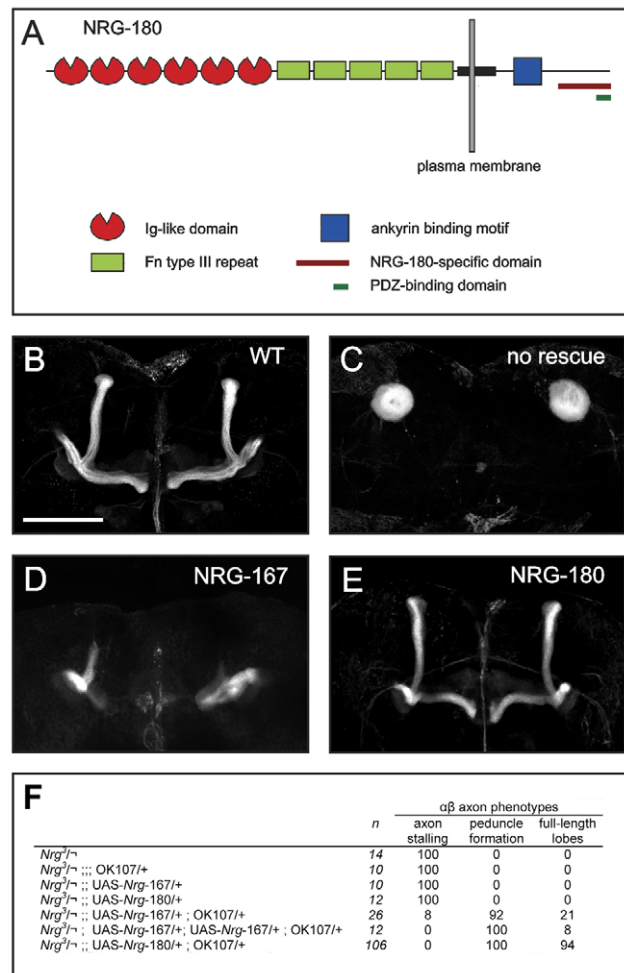 A NRG-180
plasma membrane
Ig-like domain
ankyrin binding motif
Fn type III repeat
NRG-180-specific domain
PDZ-binding domain
B WT
C no rescue
D NRG-167
E NRG-180
F
αβ axon phenotypes
n axon stalling peduncle formation full-length lobes
Nrg³/¬ 14 100 0 0
Nrg³/¬ ;;; OK107/+ 10 100 0 0
Nrg³/¬ ;; UAS-Nrg-167/+ 10 100 0 0
Nrg³/¬ ;; UAS-Nrg-180/+ 12 100 0 0
Nrg³/¬ ;; UAS-Nrg-167/+ ; OK107/+ 26 8 92 21
Nrg³/¬ ; UAS-Nrg-167/+; UAS-Nrg-167/+ ; OK107/+ 12 0 100 8
Nrg³/¬ ;; UAS-Nrg-180/+ ; OK107/+ 106 0 100 94